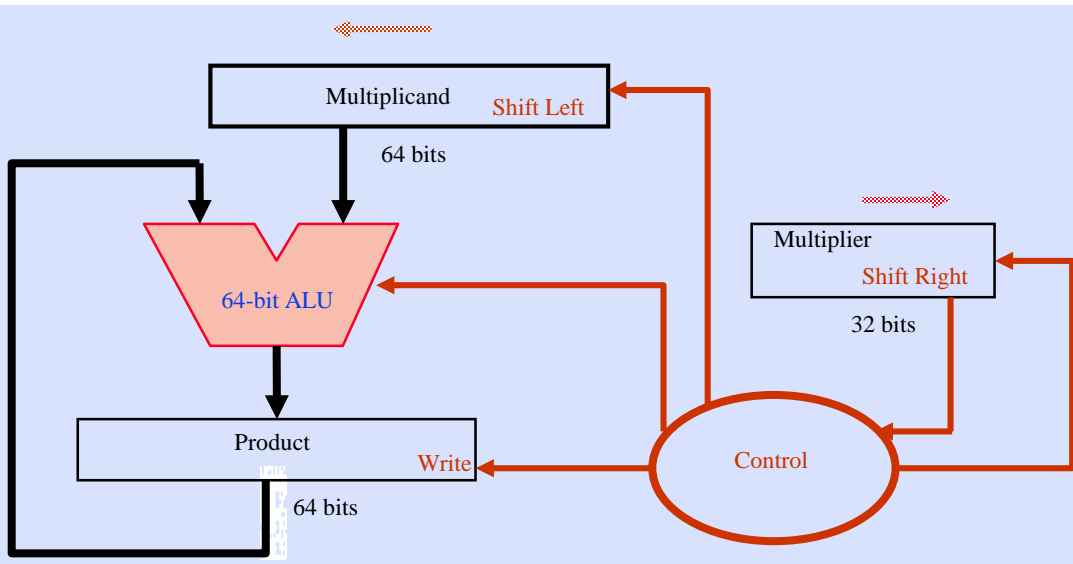 Multiplicand
Shift Left
64 bits
Multiplier
Shift Right
64-bit ALU
32 bits
Product
Write
Control
64 bits